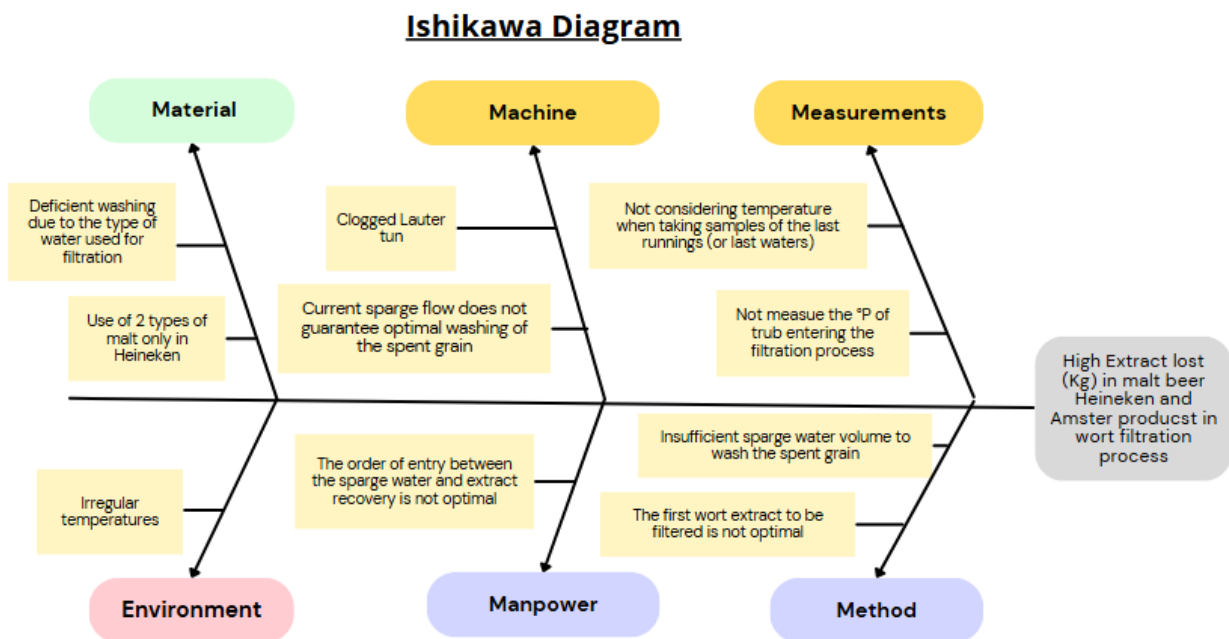 Ishikawa Diagram
Material
Machine
Measurements
Deficient washing
due to the type of
water used for
filtration
Clogged Lauter
tun
Not considering temperature
when taking samples of the last
runnings (or last waters)
Use of 2 types of
malt only in
Heineken
Current sparge flow does not
guarantee optimal washing of
the spent grain
Not measue the °P of
trub entering the
filtration process
High Extract lost
(Kg) in malt beer
Heineken and
Amster producst in
wort filtration
process
Irregular
temperatures
The order of entry between
the sparge water and extract
recovery is not optimal
Insufficient sparge water volume to
wash the spent grain
The first wort extract to be
filtered is not optimal
Environment
Manpower
Method